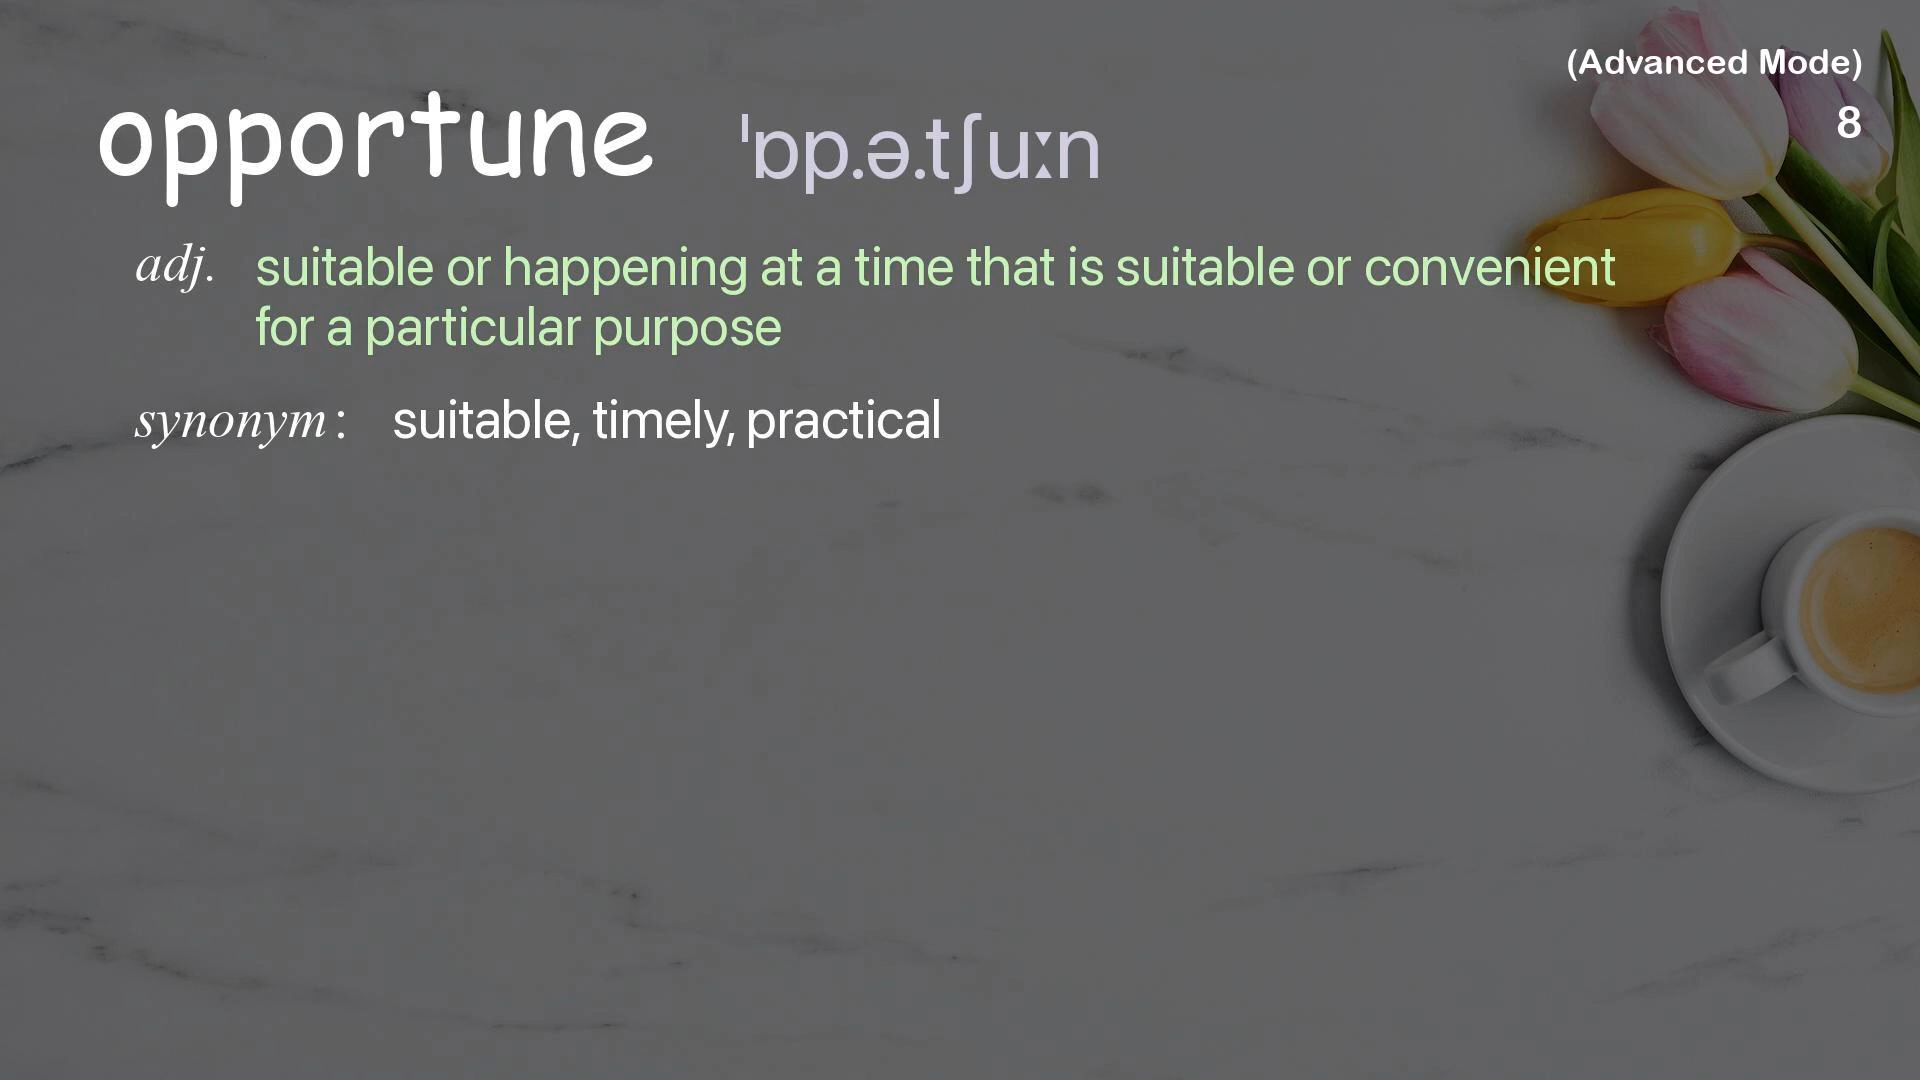 (Advanced Mode)
opportune ˈɒp.ə.tʃuːn
8
adj. suitable or happening at a time that is suitable or convenient
for a particular purpose
synonym: suitable, timely, practical